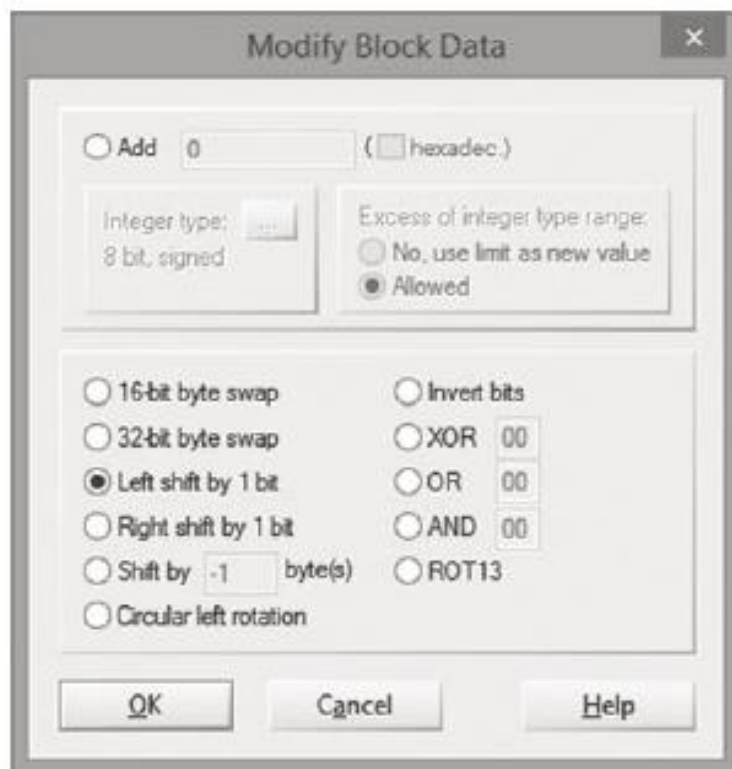 Modify Block Data
Add 0 ( hexadec.)
Integer type: ...
8 bit, signed
Excess of integer type range:
No, use limit as new value
Allowed
16-bit byte swap
32-bit byte swap
Left shift by 1 bit
Right shift by 1 bit
Shift by -1 byte(s)
Circular left rotation
Invert bits
XOR 00
OR 00
AND 00
ROT13
OK
Cancel
Help